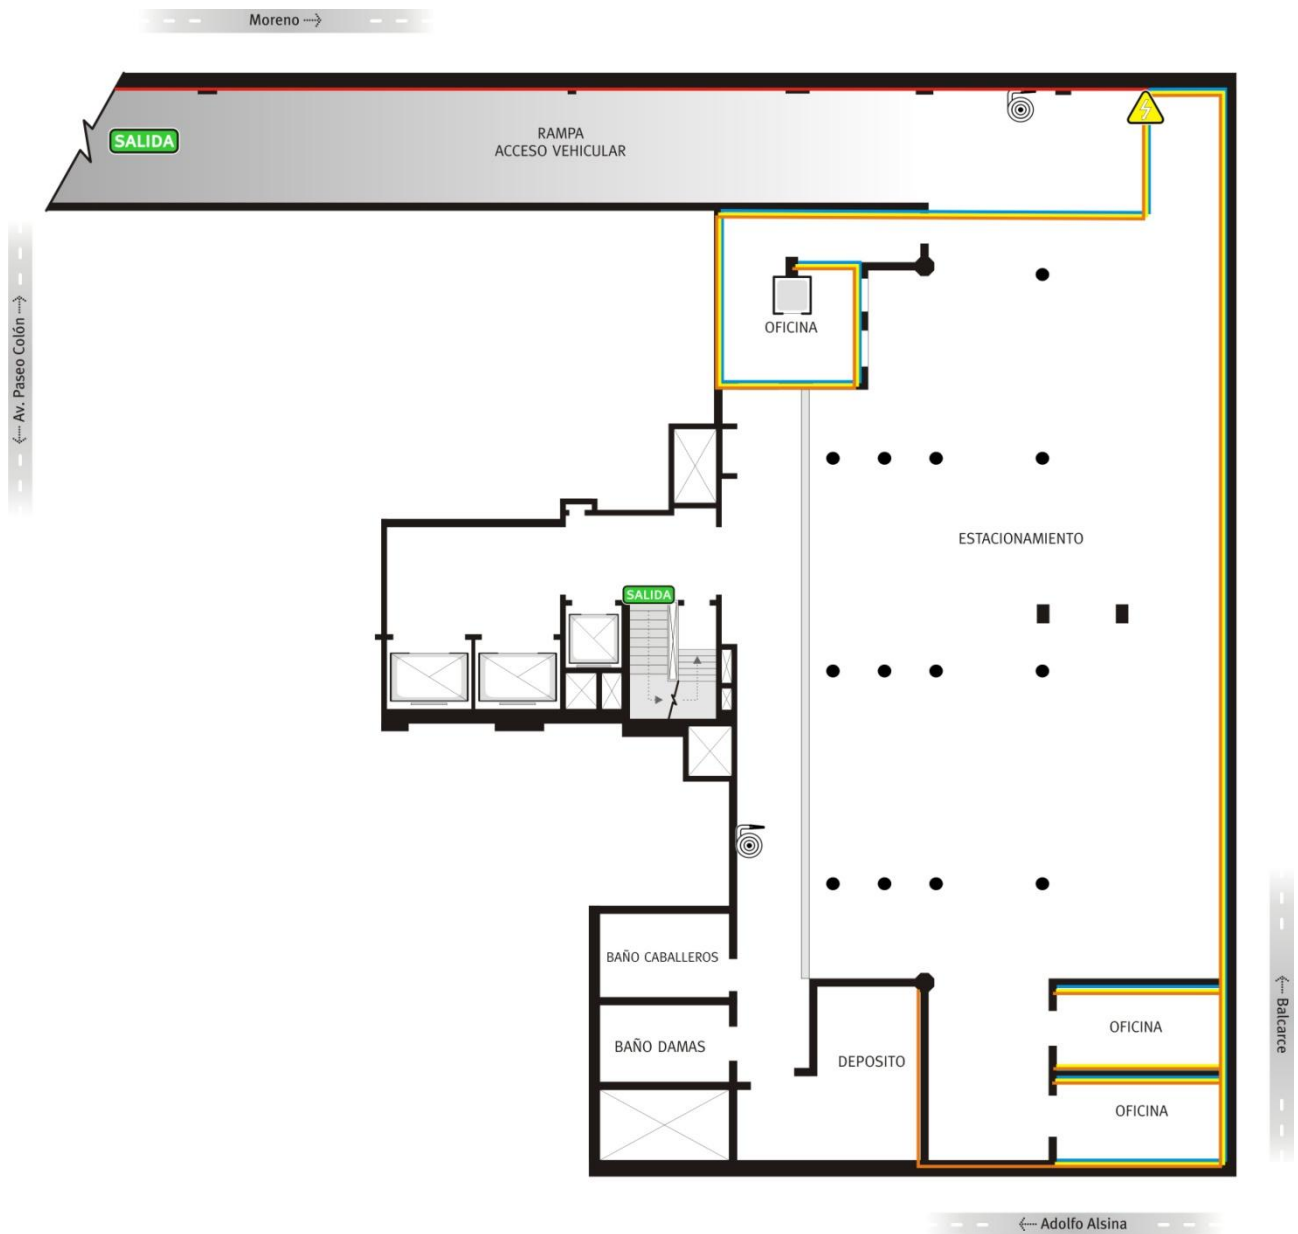 Moreno
SALIDA
RAMPA
ACCESO VEHICULAR
Av. Paseo Colón
OFICINA
ESTACIONAMIENTO
SALIDA
BAÑO CABALLEROS
BAÑO DAMAS
DEPOSITO
OFICINA
OFICINA
Balcarce
Adolfo Alsina